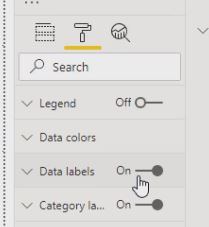 Search
Legend Off
Data colors
Data labels On
Category la... On